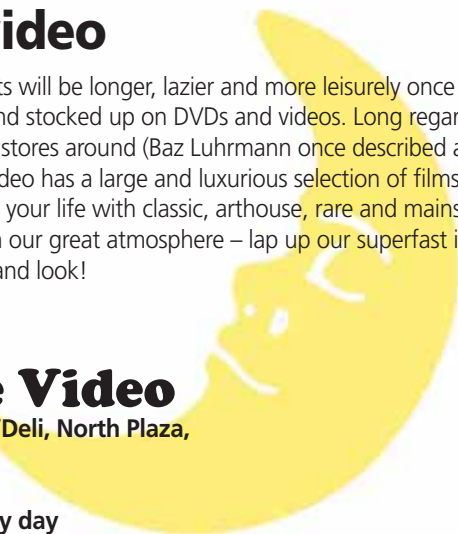 video
ts will be longer, lazier and more leisurely once
nd stocked up on DVDs and videos. Long regar
stores around (Baz Luhrmann once described a
deo has a large and luxurious selection of films
your life with classic, arthouse, rare and mains
our great atmosphere – lap up our superfast i
and look!
Video
Deli, North Plaza,
y day